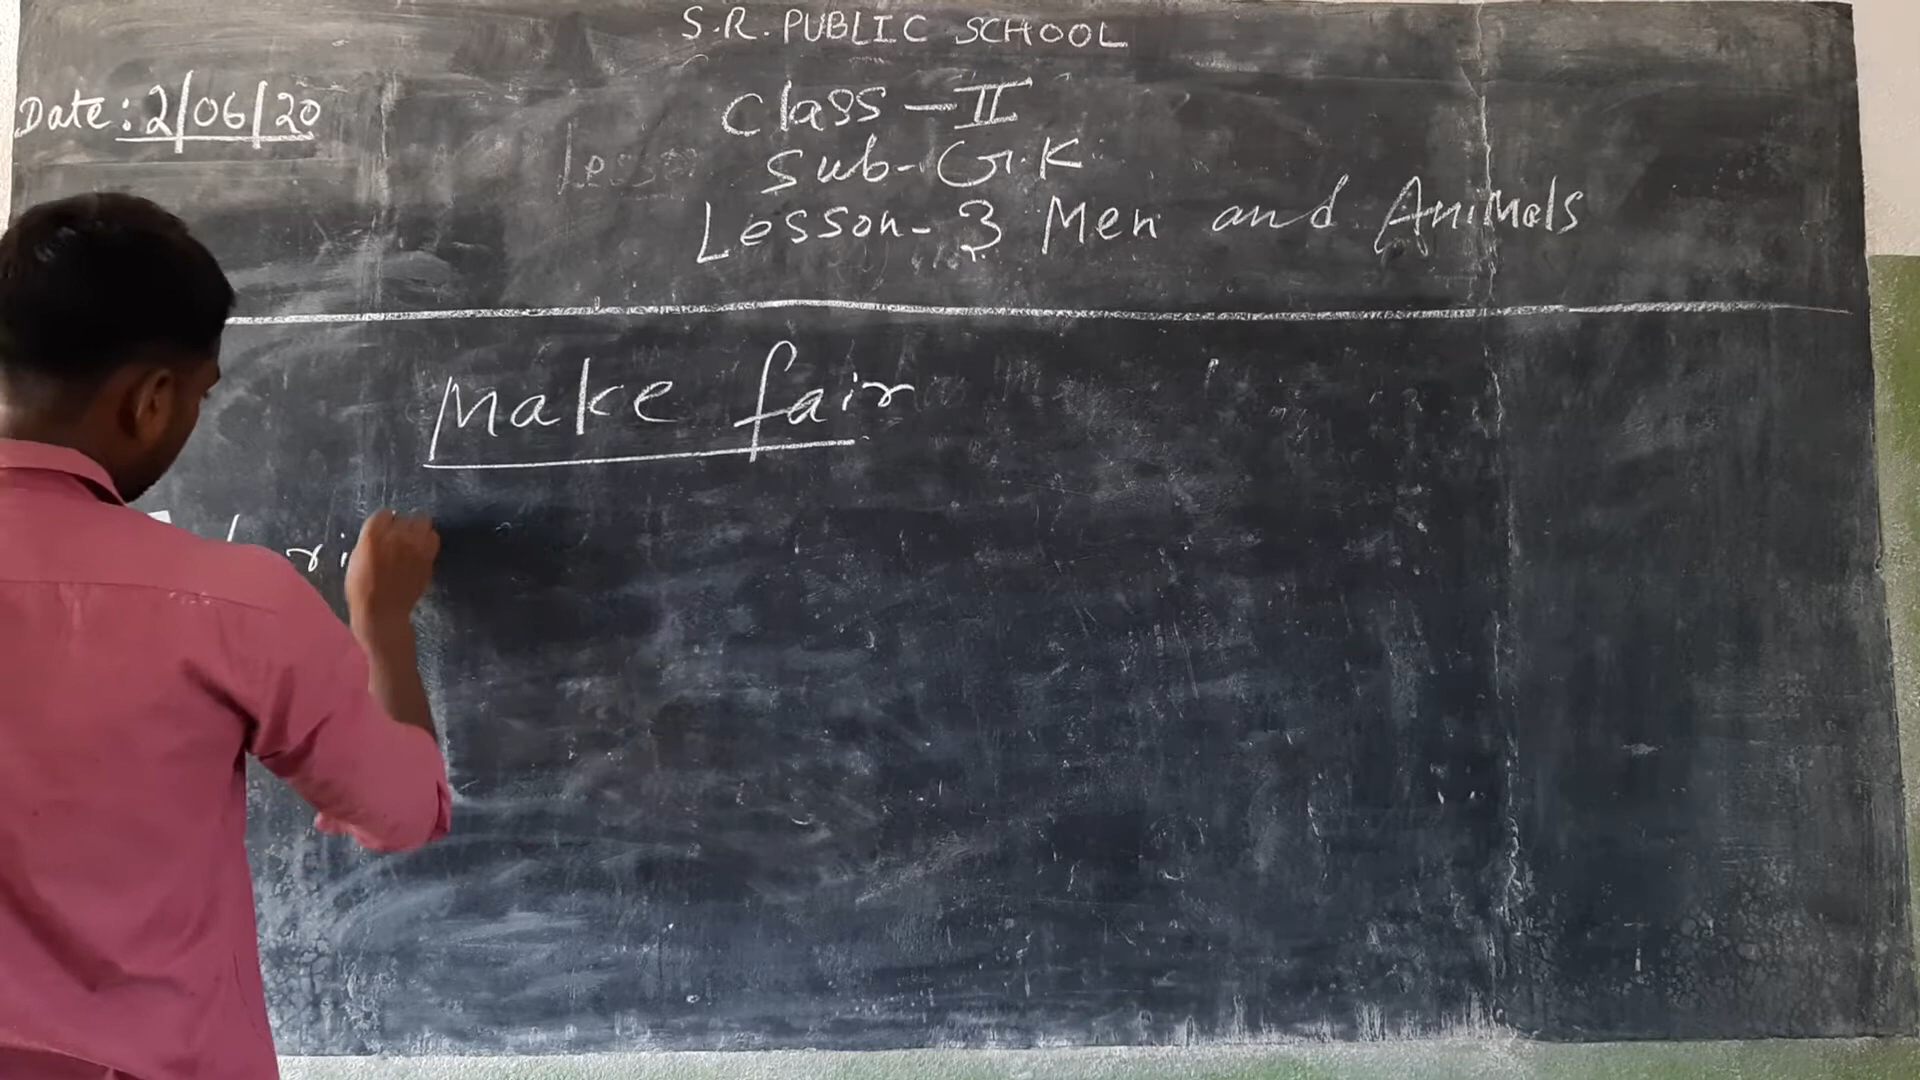 S.R. PUBLIC SCHOOL
Date: 2/06/20
Class - II
Sub- G.K
Lesson- 3 Men and Animals
Make fair